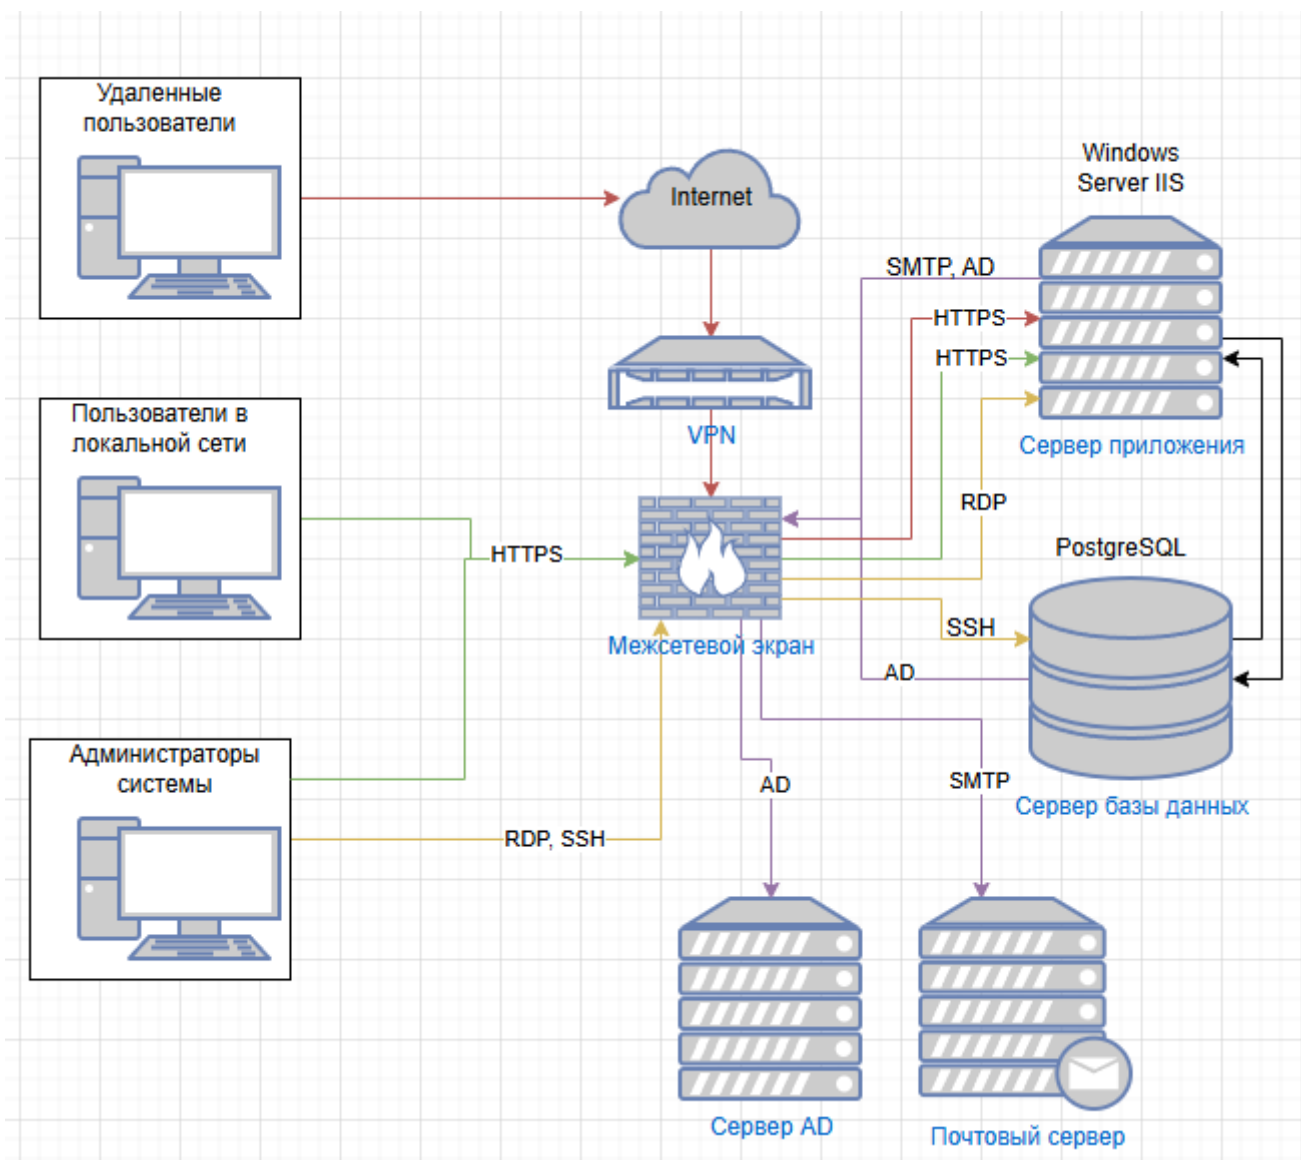 Удаленные
пользователи
Internet
Windows
Server IIS
SMTP, AD
HTTPS
HTTPS
Пользователи в
локальной сети
VPN
Сервер приложения
RDP
HTTPS
PostgreSQL
SSH
Межсетевой экран
AD
Администраторы
системы
AD
SMTP
Сервер базы данных
RDP, SSH
Сервер AD
Почтовый сервер